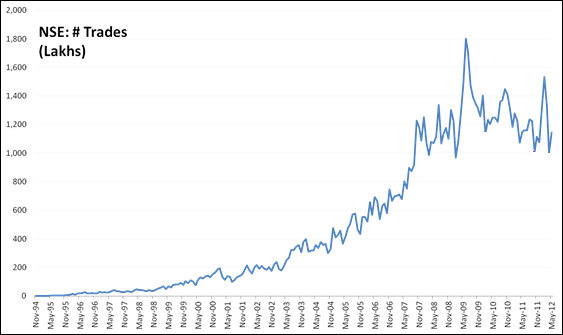 NSE: # Trades
(Lakhs)
2,000
1,800
1,600
1,400
1,200
1,000
800
600
400
200
0
Nov-94
May-95
Nov-95
May-96
Nov-96
May-97
Nov-97
May-98
Nov-98
May-99
Nov-99
May-00
Nov-00
May-01
Nov-01
May-02
Nov-02
May-03
Nov-03
May-04
Nov-04
May-05
Nov-05
May-06
Nov-06
May-07
Nov-07
May-08
Nov-08
May-09
Nov-09
May-10
Nov-10
May-11
Nov-11
May-12